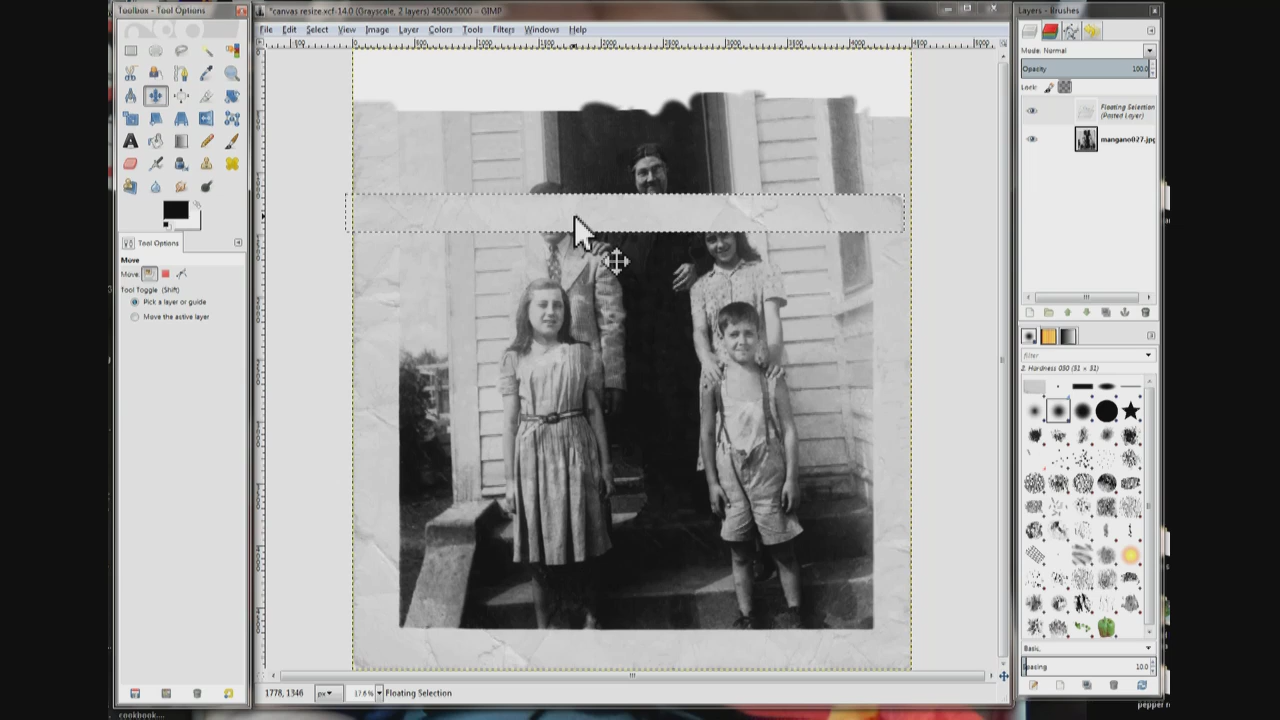 Toolbox - Tool Options
*canvas resize.xcf-14.0 (Grayscale, 2 layers) 4500x5000 – GIMP
Layers - Brushes
File Edit Select View Image Layer Colors Tools Filters Windows Help
Mode: Normal
Opacity 100.0
Lock:
Floating Selection
(Pasted Layer)
mangano027.jpg
Tool Options
Move
Move:
Tool Toggle (Shift)
Pick a layer or guide
Move the active layer
filter
2. Hardness 050 (51 × 51)
Basic,
Spacing 10.0
1778, 1346 px 17.6% Floating Selection
cookbook....
pepper r